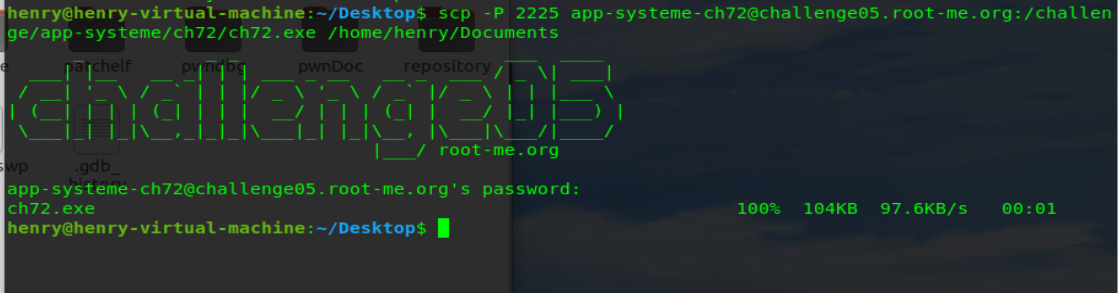 henry@henry-virtual-machine:~/Desktop$ scp -P 2225 app-systeme-ch72@challenge05.root-me.org:/challen
ge/app-systeme/ch72/ch72.exe /home/henry/Documents
patchelf pwndbg pwnDoc repository
challenge05
root-me.org
swp .gdb_
history
app-systeme-ch72@challenge05.root-me.org's password:
ch72.exe 100% 104KB 97.6KB/s 00:01
henry@henry-virtual-machine:~/Desktop$